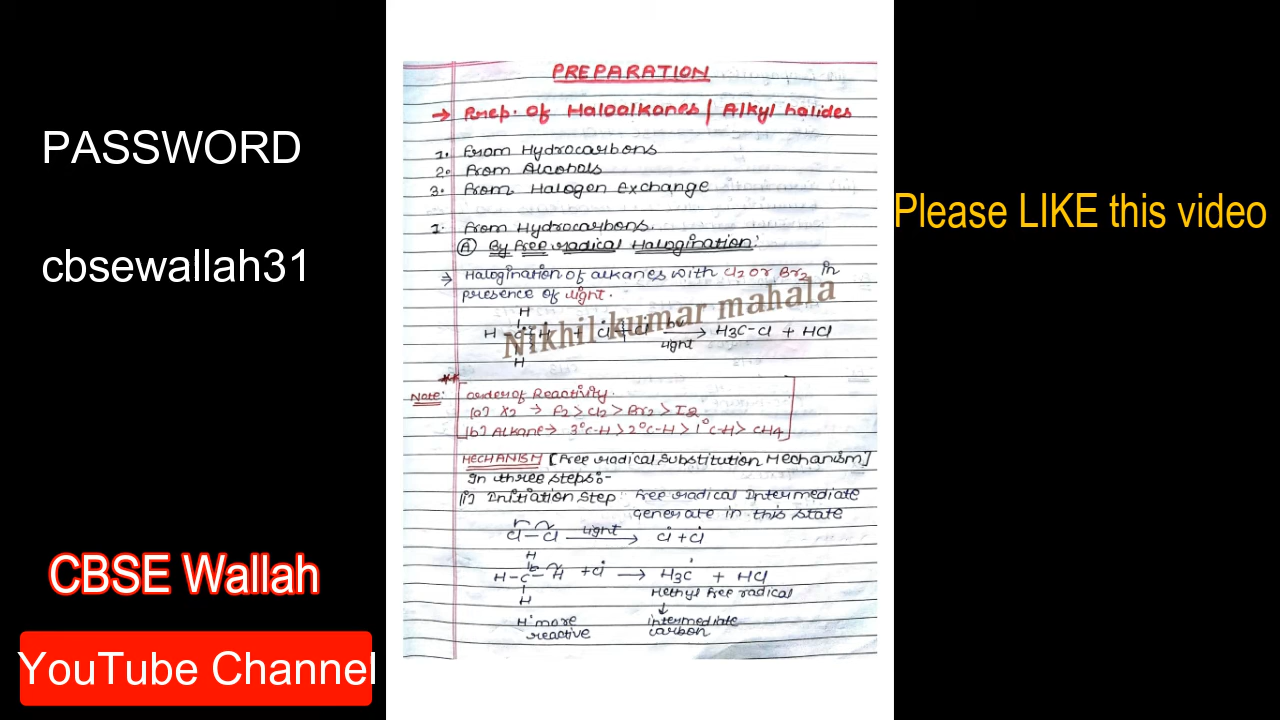 PASSWORD
cbsewallah31
CBSE Wallah
YouTube Channel
PREPARATION
→ Prep. of Haloalkanes / Alkyl halides
1. From Hydrocarbons
2. From Alcohols
3. From Halogen Exchange
1. From Hydrocarbons.
(A) By Free radical Halogination:
⇒ Halogination of alkanes with Cl2 or Br2 in
presence of light.
H
H C H + Cl Cl → H3C-Cl + HCl
light
H
Nikhil kumar mahala
**
Note: order of Reactivity.
(a) X2 → F2 > Cl2 > Br2 > I2
(b) Alkane → 3°C-H > 2°C-H > 1°C-H > CH4
MECHANISM [Free radical Substitution Mechanism]
In three steps:-
(i) Initiation Step: Free radical Intermediate
generate in this state
Cl-Cl light → Cl + Cl
H
H-C-H + Cl → H3C + HCl
H
Methyl free radical
↓
H more intermediate
reactive carbon
Please LIKE this video